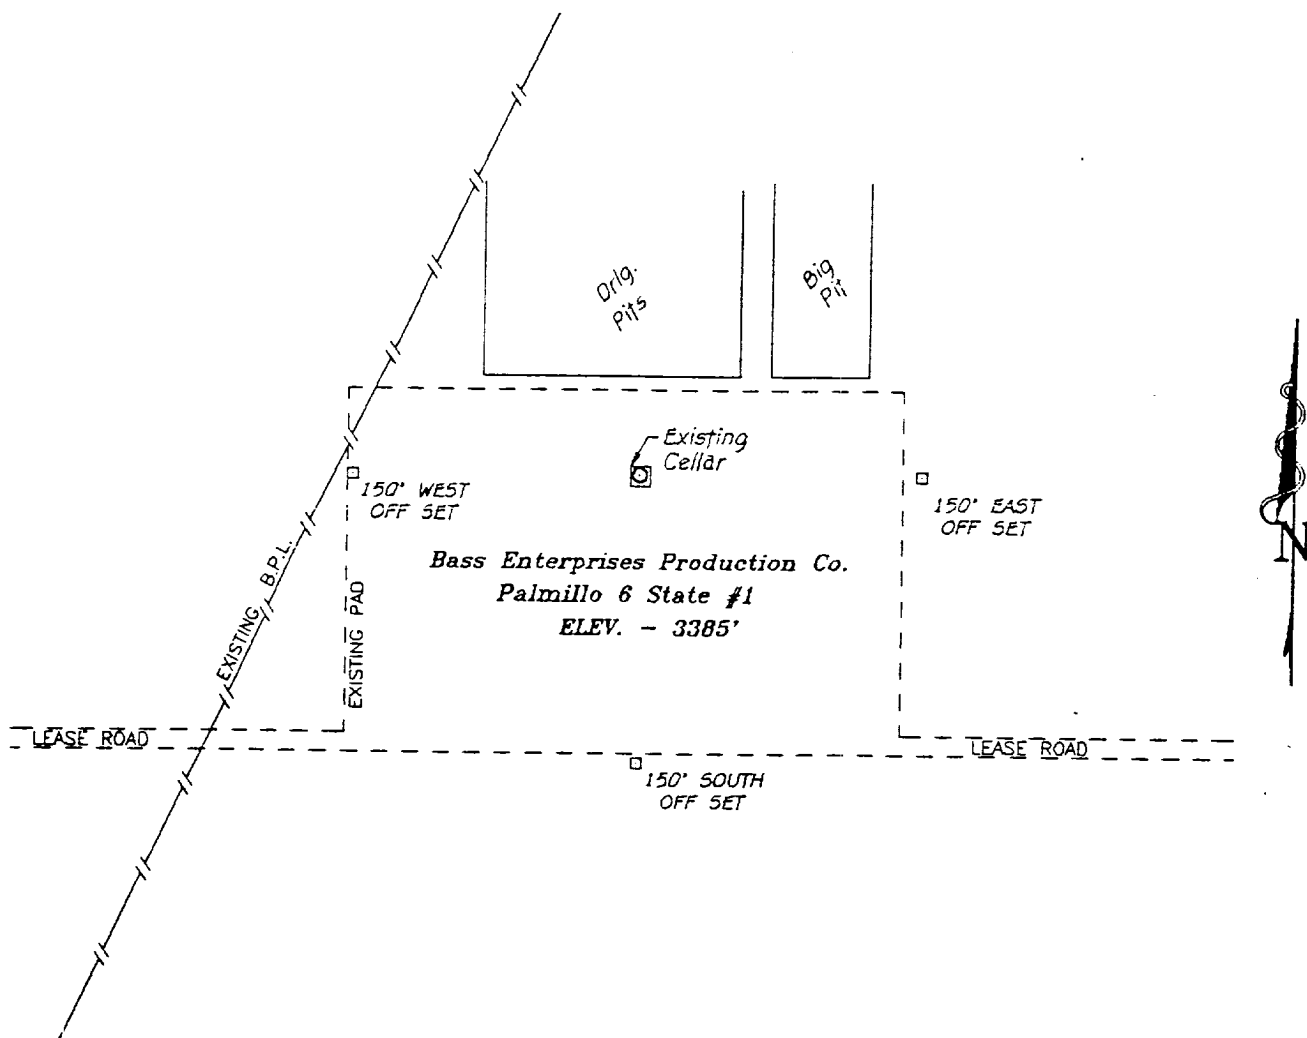 Drlg.
Pits
Big
Pit
Existing
Cellar
150' WEST
OFF SET
150' EAST
OFF SET
Bass Enterprises Production Co.
Palmillo 6 State #1
ELEV. - 3385'
EXISTING PAD
EXISTING B.P.L.
N
LEASE ROAD
LEASE ROAD
150' SOUTH
OFF SET